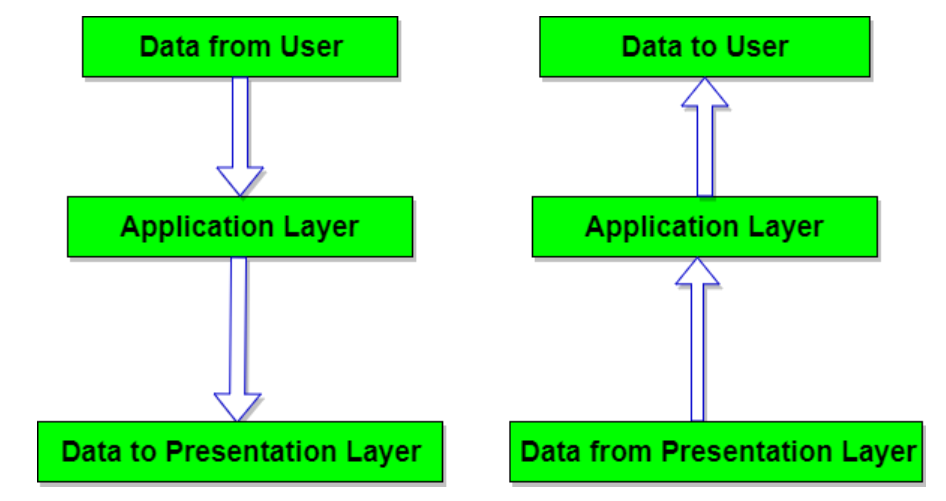 Data from User
Data to User
Application Layer
Application Layer
Data to Presentation Layer
Data from Presentation Layer